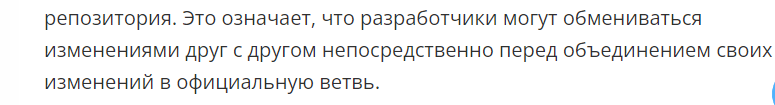 репозитория. Это означает, что разработчики могут обмениваться
изменениями друг с другом непосредственно перед объединением своих
изменений в официальную ветвь.